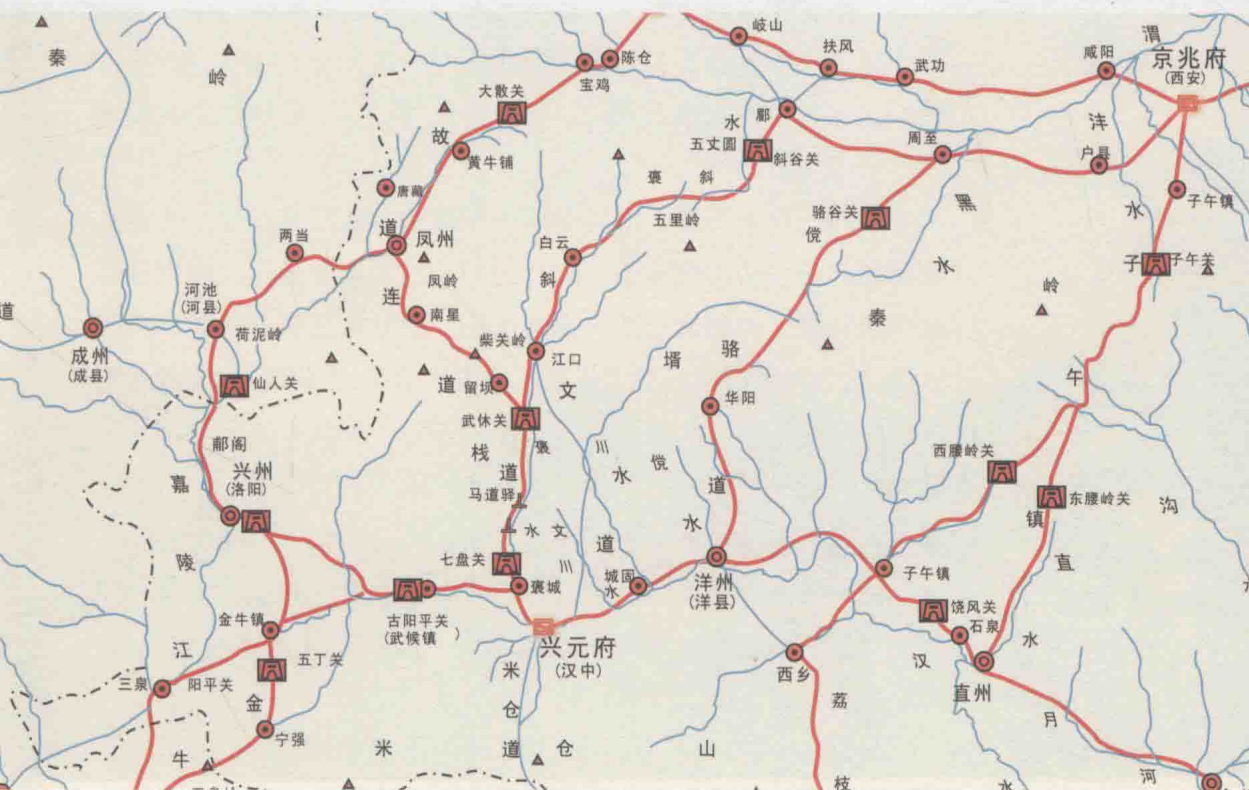 岐山
渭
秦
岭
陈仓
扶风
武功
咸阳
京兆府
(西安)
宝鸡
大散关
故
黄牛铺
水
郿
五丈圆
斜谷关
周至
沣
户县
唐藏
褒
斜
子午镇
骆谷关
黑
水
五里岭
两当
道
凤州
白云
傥
水
子
子午关
凤岭
斜
河池
(河县)
连
岭
秦
道
南星
荷泥岭
柴关岭
江口
成州
(成县)
壻
骆
仙人关
道
留坝
文
午
华阳
武休关
鄐阁
栈
褒
川
西腰岭关
兴州
(洛阳)
傥
水
道
道
嘉
马道驿
东腰岭关
沟
镇
水
水
文
道
陵
七盘关
川
直
子午镇
褒城
城固
水
洋州
(洋县)
古阳平关
(武候镇)
饶风关
金牛镇
石泉
水
江
五丁关
兴元府
(汉中)
米
汉
三泉
阳平关
西乡
直州
金
仓
荔
月
宁强
牛
米
道
仓
山
枝
水
河